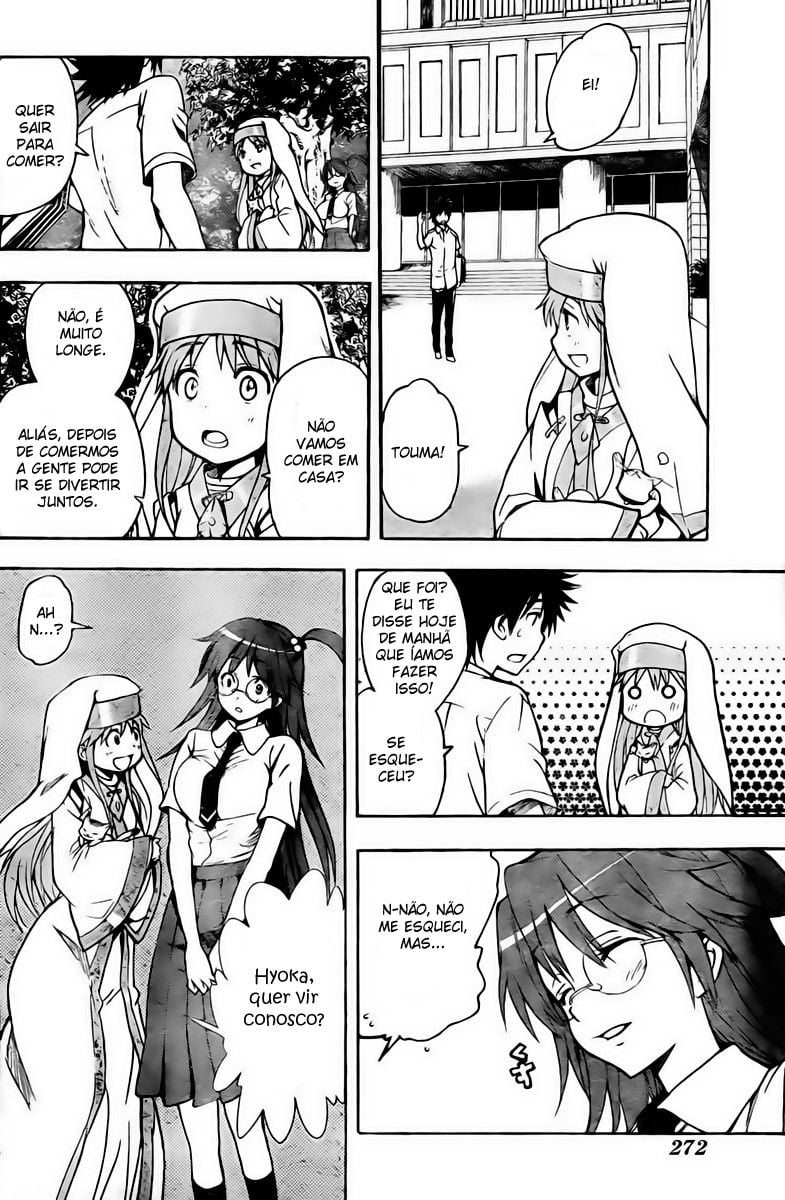 EI!
TOUMA!
QUER
SAIR
PARA
COMER?
NÃO
VAMOS
COMER EM
CASA?
NÃO, É
MUITO
LONGE.
ALIÁS, DEPOIS
DE COMERMOS
A GENTE PODE
IR SE DIVERTIR
JUNTOS.
QUE FOI?
EU TE
DISSE HOJE
DE MANHÃ
QUE ÍAMOS
FAZER
ISSO!
SE
ESQUE-
CEU?
N-NÃO, NÃO
ME ESQUECI,
MAS...
AH
N...?
Hyoka,
quer vir
conosco?
272